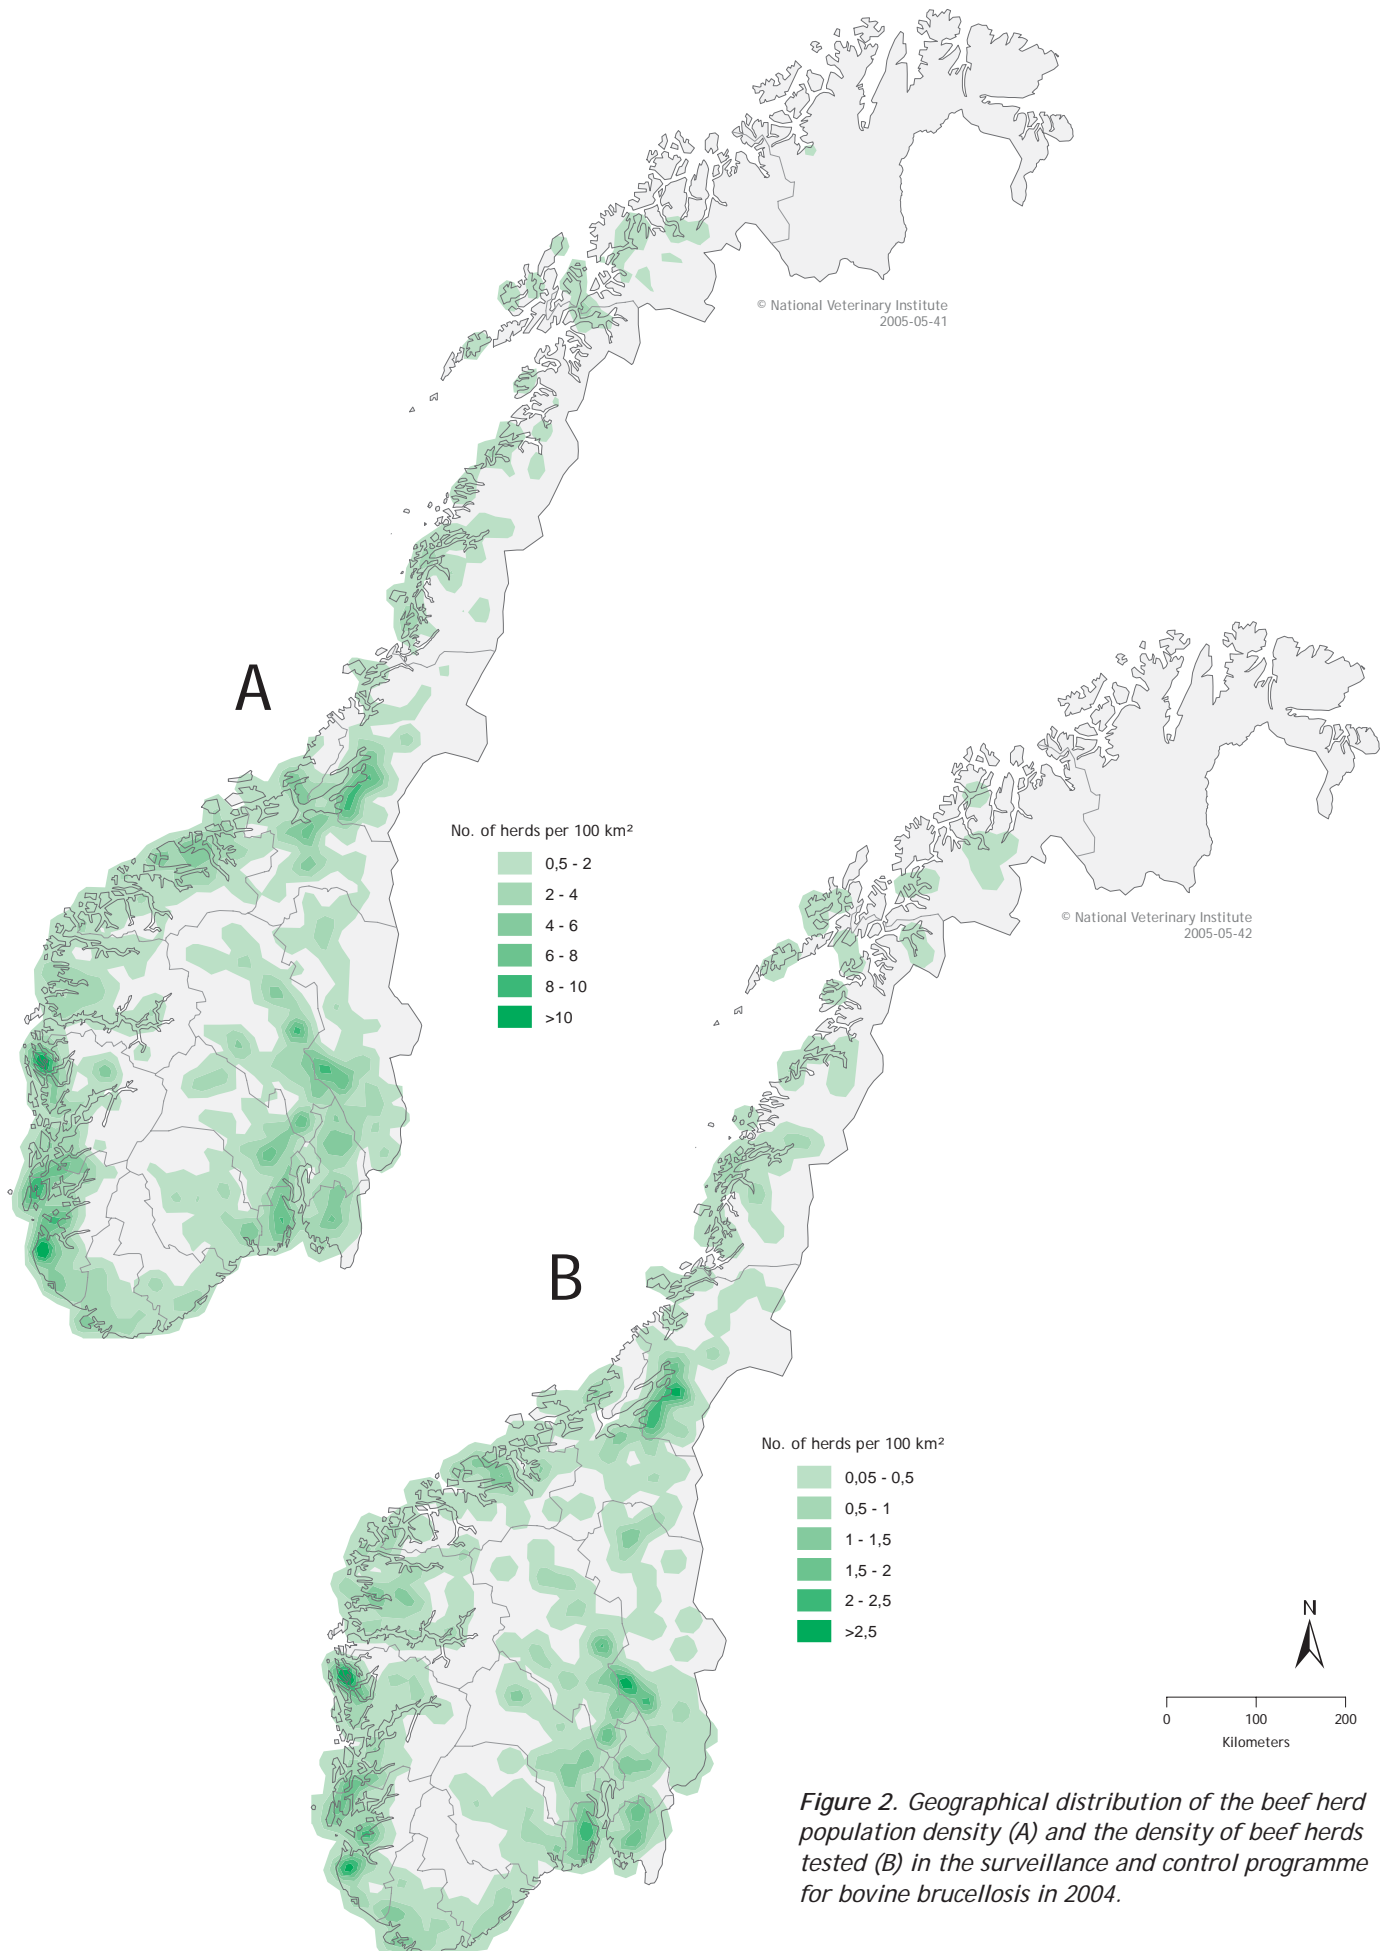 © National Veterinary Institute
2005-05-41
A
No. of herds per 100 km²
0,5 - 2
2 - 4
4 - 6
6 - 8
8 - 10
>10
© National Veterinary Institute
2005-05-42
B
No. of herds per 100 km²
0,05 - 0,5
0,5 - 1
1 - 1,5
1,5 - 2
2 - 2,5
>2,5
N
0 100 200
Kilometers
Figure 2. Geographical distribution of the beef herd
population density (A) and the density of beef herds
tested (B) in the surveillance and control programme
for bovine brucellosis in 2004.